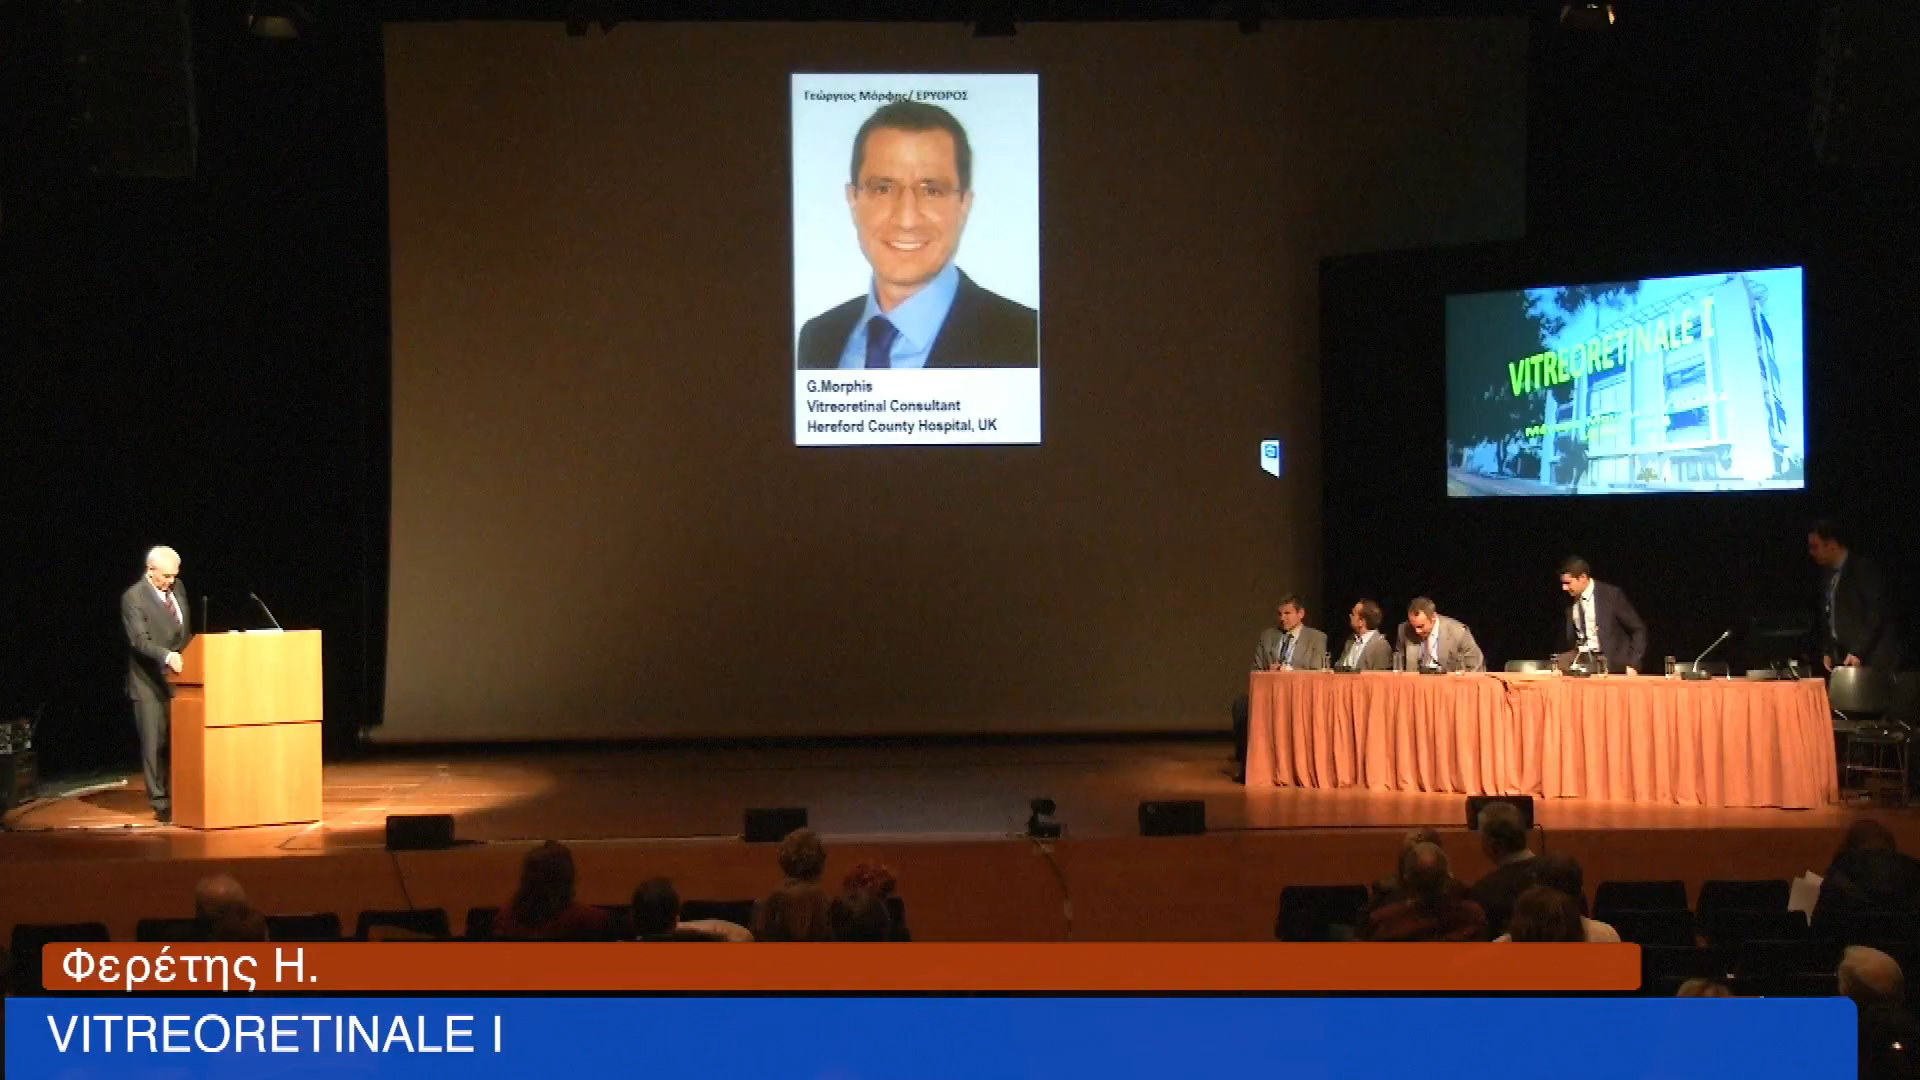 Γεώργιος Μόρφης/ ΕΡΥΘΡΟΣ
G.Morphis
Vitreoretinal Consultant
Hereford County Hospital, UK
VITREORETINALE I
Φερέτης Η.
VITREORETINALE I